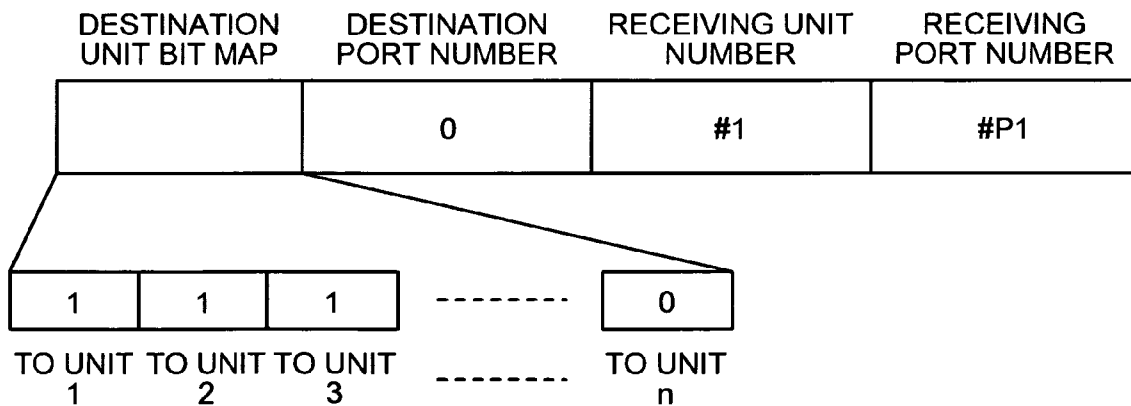 DESTINATION UNIT BIT MAP
DESTINATION PORT NUMBER
RECEIVING UNIT NUMBER
RECEIVING PORT NUMBER
0
#1
#P1
1
1
1
0
TO UNIT 1
TO UNIT 2
TO UNIT 3
TO UNIT n